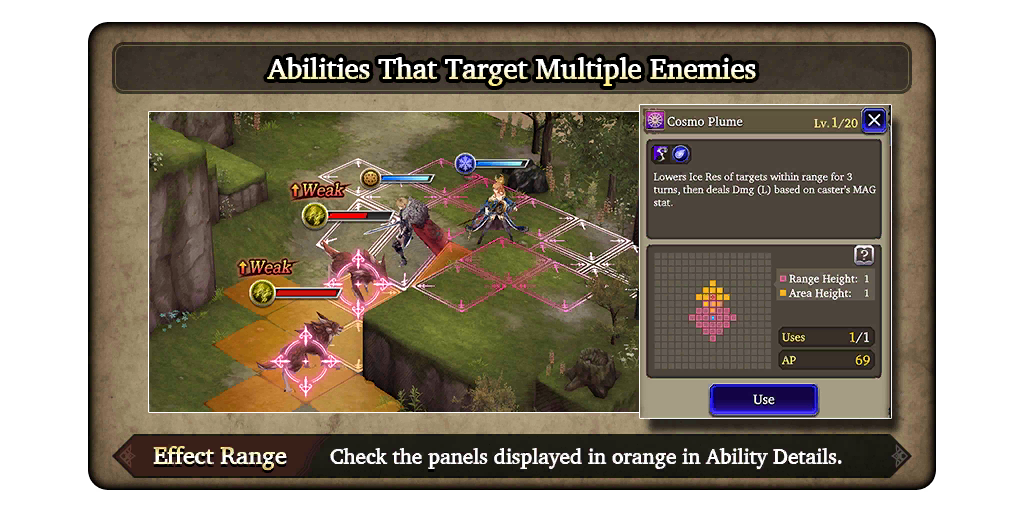 Abilities That Target Multiple Enemies
Cosmo Plume
Lv. 1/20
Lowers Ice Res of targets within range for 3
turns, then deals Dmg (L) based on caster's MAG
stat.
↑Weak
↑Weak
?
Range Height: 1
Area Height: 1
Uses 1/1
AP 69
Use
Effect Range
Check the panels displayed in orange in Ability Details.